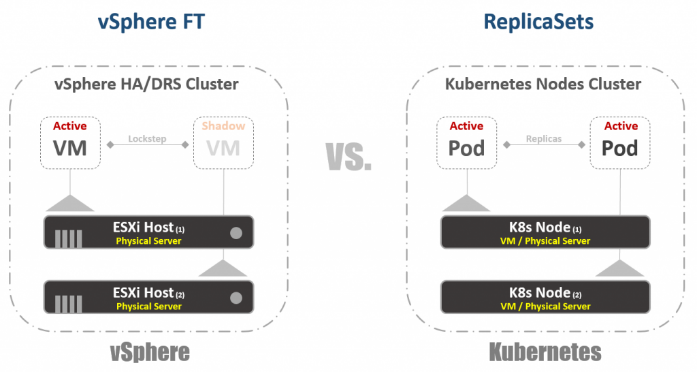 vSphere FT
vSphere HA/DRS Cluster
Active
VM
Lockstep
Shadow
VM
ESXi Host (1)
Physical Server
ESXi Host (2)
Physical Server
vSphere
VS.
ReplicaSets
Kubernetes Nodes Cluster
Active
Pod
Replicas
Active
Pod
K8s Node (1)
VM / Physical Server
K8s Node (2)
VM / Physical Server
Kubernetes